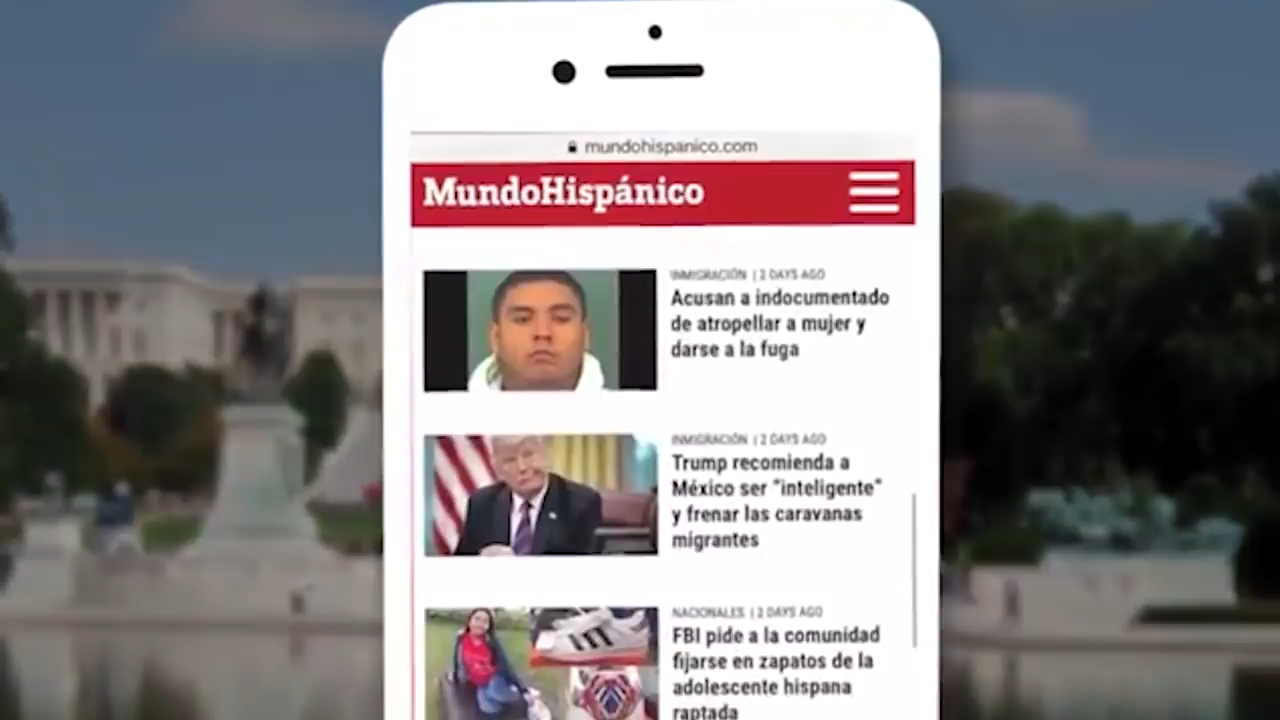 mundohispanico.com
MundoHispánico
INMIGRACIÓN | 2 DAYS AGO
Acusan a indocumentado
de atropellar a mujer y
darse a la fuga
INMIGRACIÓN | 2 DAYS AGO
Trump recomienda a
México ser "inteligente"
y frenar las caravanas
migrantes
NACIONALES | 2 DAYS AGO
FBI pide a la comunidad
fijarse en zapatos de la
adolescente hispana
raptada